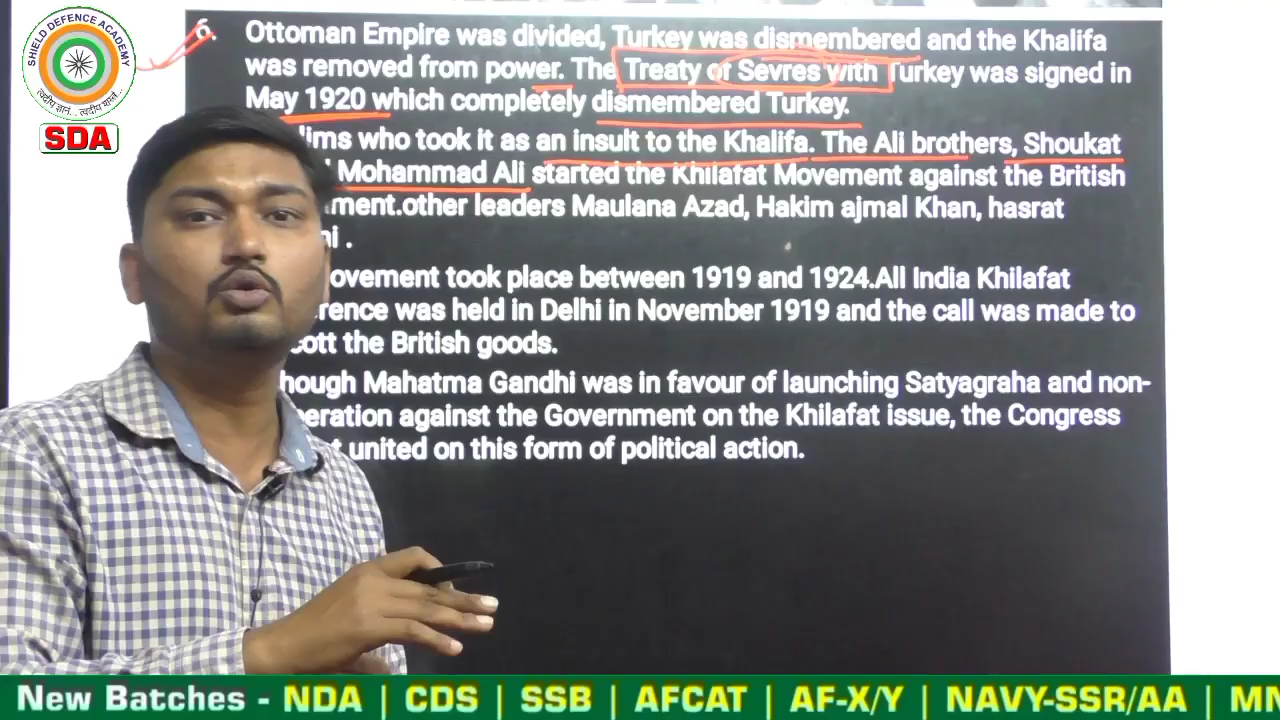 SHIELD DEFENCE ACADEMY
SDA
6.
Ottoman Empire was divided, Turkey was dismembered and the Khalifa
was removed from power. The Treaty of Sevres with Turkey was signed in
May 1920 which completely dismembered Turkey.
lims who took it as an insult to the Khalifa. The Ali brothers, Shoukat
Mohammad Ali started the Khilafat Movement against the British
nment.other leaders Maulana Azad, Hakim ajmal Khan, hasrat
ni .
ovement took place between 1919 and 1924.All India Khilafat
rence was held in Delhi in November 1919 and the call was made to
cott the British goods.
hough Mahatma Gandhi was in favour of launching Satyagraha and non-
peration against the Government on the Khilafat issue, the Congress
t united on this form of political action.
New Batches - NDA | CDS | SSB | AFCAT | AF-X/Y | NAVY-SSR/AA | MN